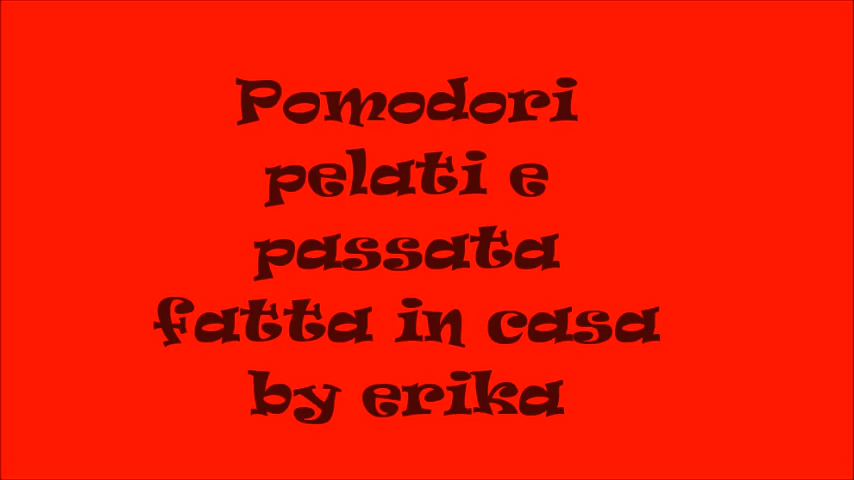 Pomodori
pelati e
passata
fatta in casa
by erika